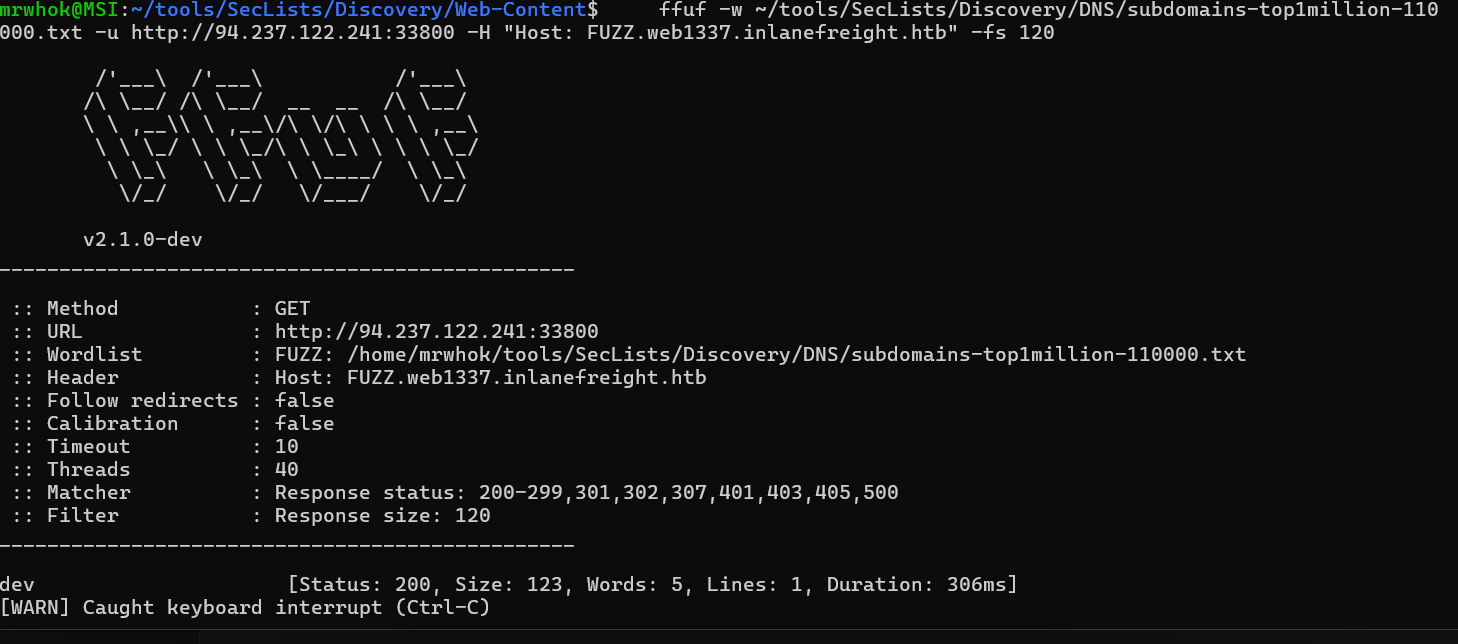 mrwhok@MSI:~/tools/SecLists/Discovery/Web-Content$     ffuf -w ~/tools/SecLists/Discovery/DNS/subdomains-top1million-110
000.txt -u http://94.237.122.241:33800 -H "Host: FUZZ.web1337.inlanefreight.htb" -fs 120

        /'___\  /'___\           /'___\
       /\ \__/ /\ \__/  __  __  /\ \__/
       \ \ ,__\\ \ ,__\/\ \/\ \ \ \ ,__\
        \ \ \_/ \ \ \_/\ \ \_\ \ \ \ \_/
         \ \_\   \ \_\  \ \____/  \ \_\
          \/_/    \/_/   \/___/    \/_/

       v2.1.0-dev
________________________________________________

 :: Method           : GET
 :: URL              : http://94.237.122.241:33800
 :: Wordlist         : FUZZ: /home/mrwhok/tools/SecLists/Discovery/DNS/subdomains-top1million-110000.txt
 :: Header           : Host: FUZZ.web1337.inlanefreight.htb
 :: Follow redirects : false
 :: Calibration      : false
 :: Timeout          : 10
 :: Threads          : 40
 :: Matcher          : Response status: 200-299,301,302,307,401,403,405,500
 :: Filter           : Response size: 120
________________________________________________

dev                     [Status: 200, Size: 123, Words: 5, Lines: 1, Duration: 306ms]
[WARN] Caught keyboard interrupt (Ctrl-C)